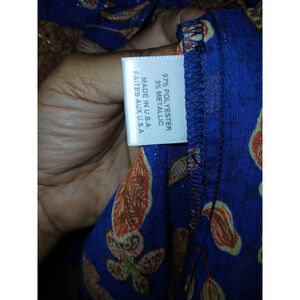 97% POLYESTER
3% METALLIC
MADE IN U.S.A.
FAITES AUX U.S.A.